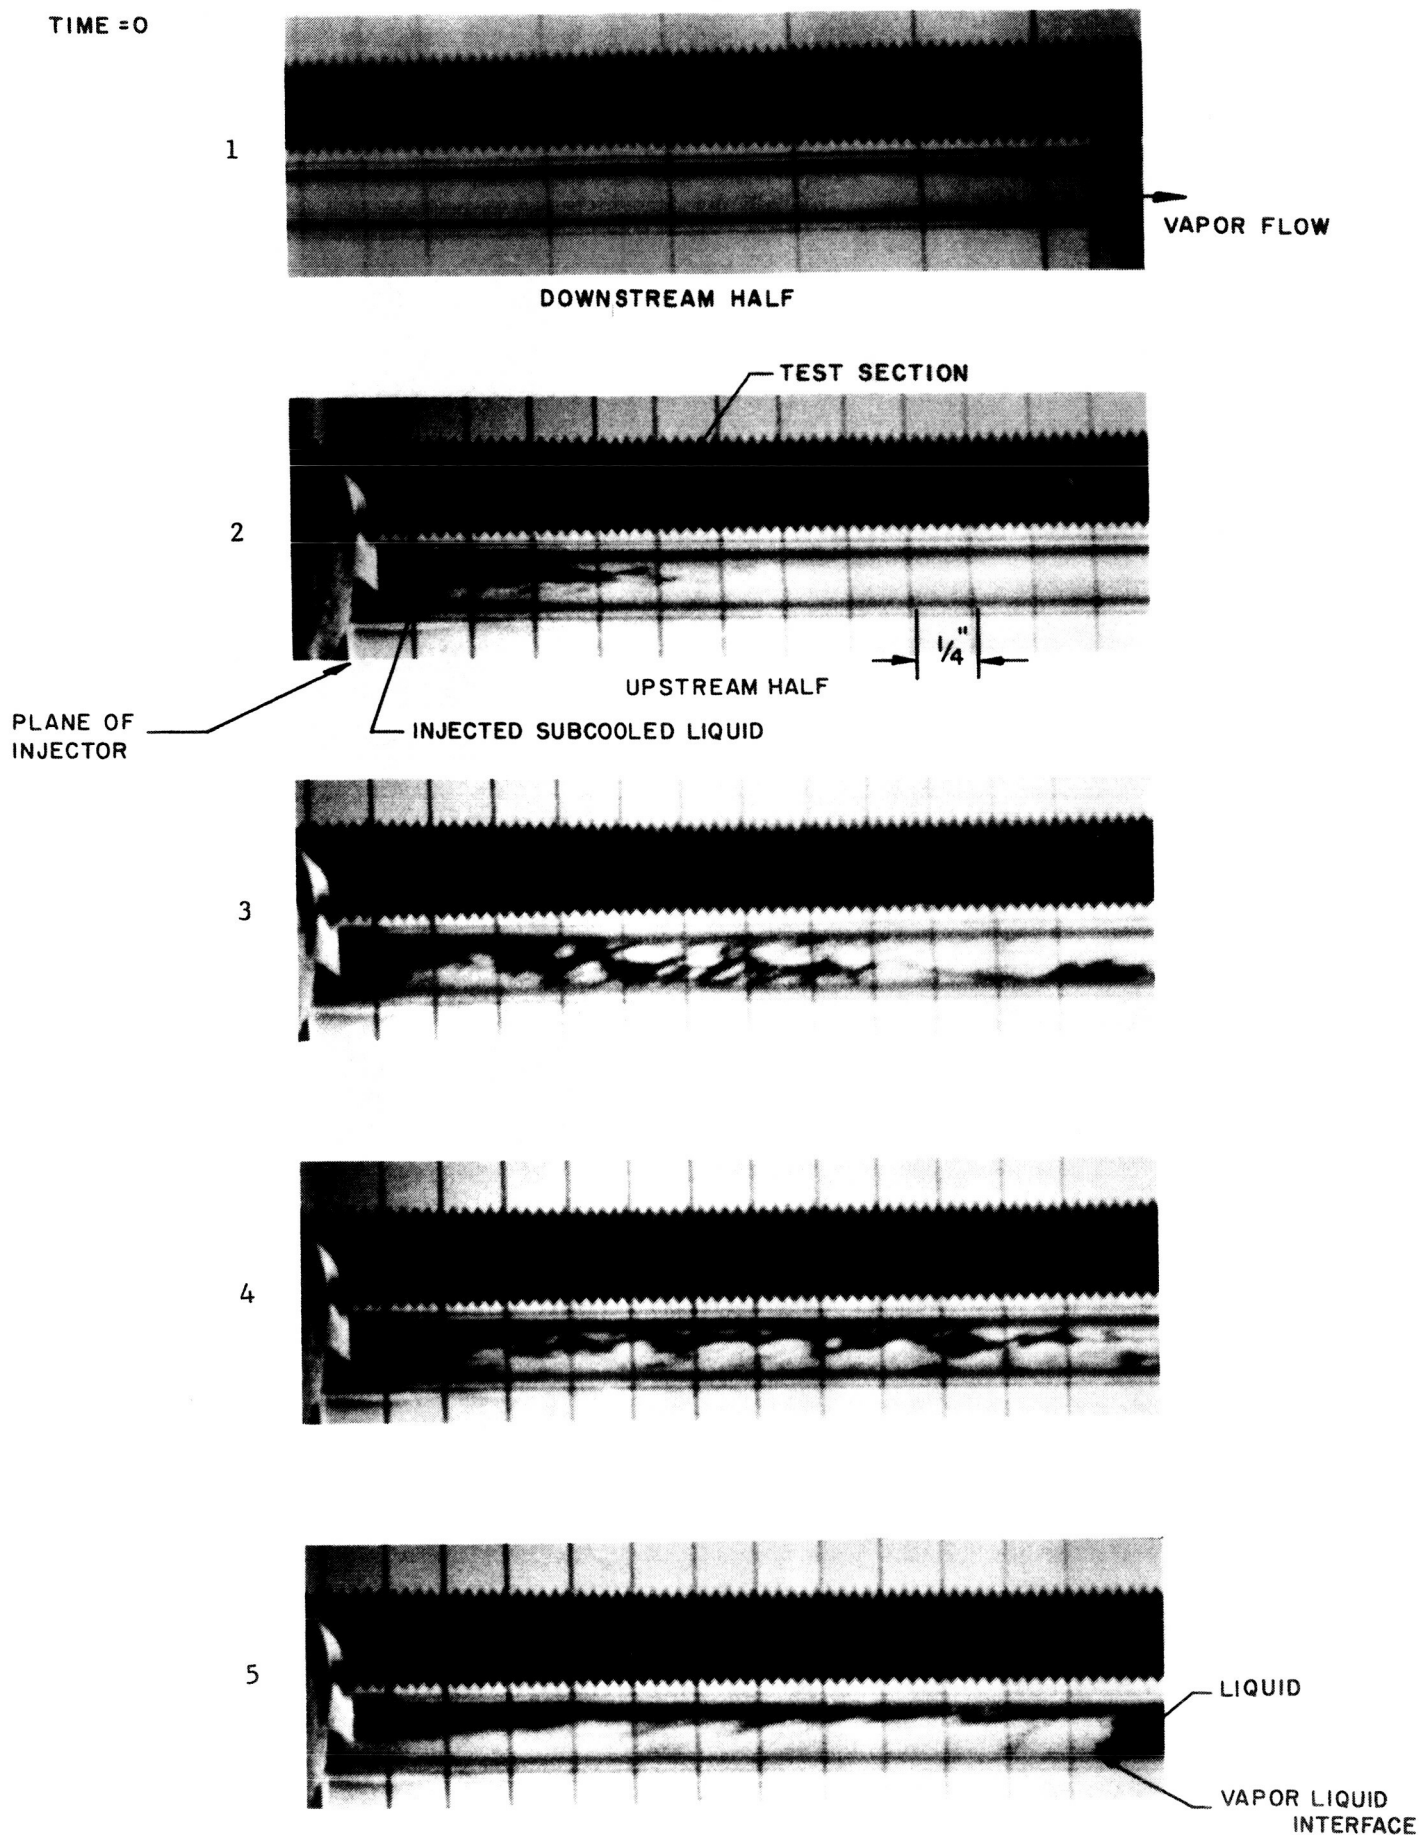 TIME =0
1
VAPOR FLOW
DOWNSTREAM HALF
TEST SECTION
2
1/4"
UPSTREAM HALF
PLANE OF
INJECTOR
INJECTED SUBCOOLED LIQUID
3
4
5
LIQUID
VAPOR LIQUID
INTERFACE